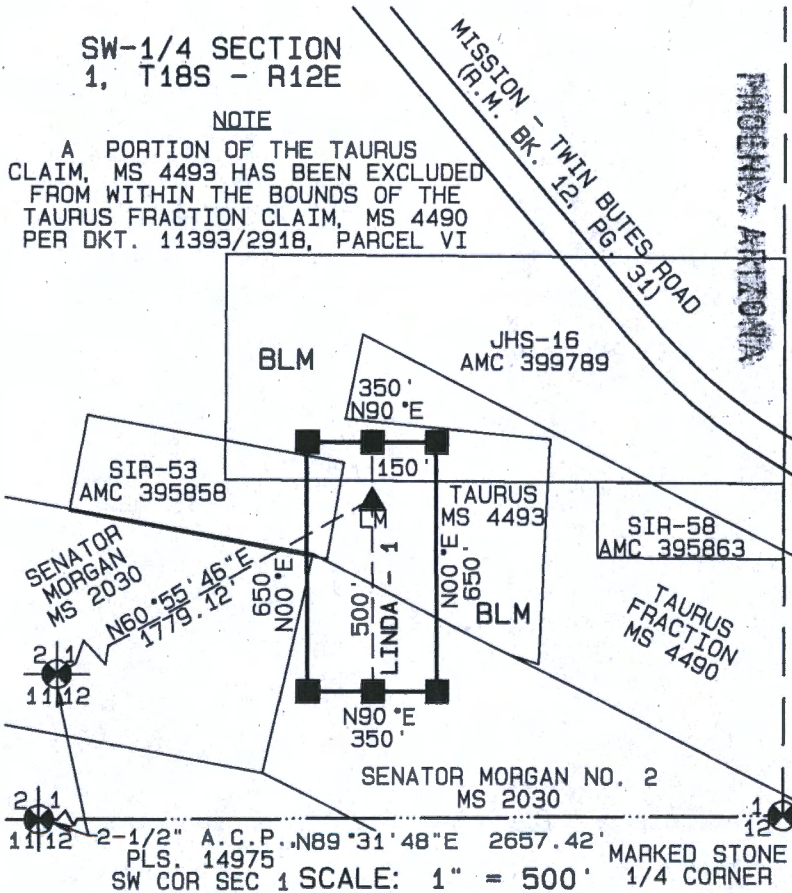 SW-1/4 SECTION
1, T18S - R12E
NOTE
A PORTION OF THE TAURUS
CLAIM, MS 4493 HAS BEEN EXCLUDED
FROM WITHIN THE BOUNDS OF THE
TAURUS FRACTION CLAIM, MS 4490
PER DKT. 11393/2918, PARCEL VI
MISSION - TWIN BUTES ROAD
(R.M. BK. 12, PG. 31)
PHOENIX, ARIZONA
JHS-16
AMC 399789
BLM
350'
N90°E
150'
SIR-53
AMC 395858
TAURUS
MS 4493
LM
SIR-58
AMC 395863
SENATOR
MORGAN
MS 2030
N60°55'46"E
1779.12'
650'
N00°E
500'
LINDA - 1
N00°E
650'
BLM
TAURUS
FRACTION
MS 4490
2 1
11 12
N90°E
350'
SENATOR MORGAN NO. 2
MS 2030
2 1
11 12
1
12
2-1/2" A.C.P. N89°31'48"E 2657.42'
PLS. 14975
SW COR SEC 1
SCALE: 1" = 500'
MARKED STONE
1/4 CORNER